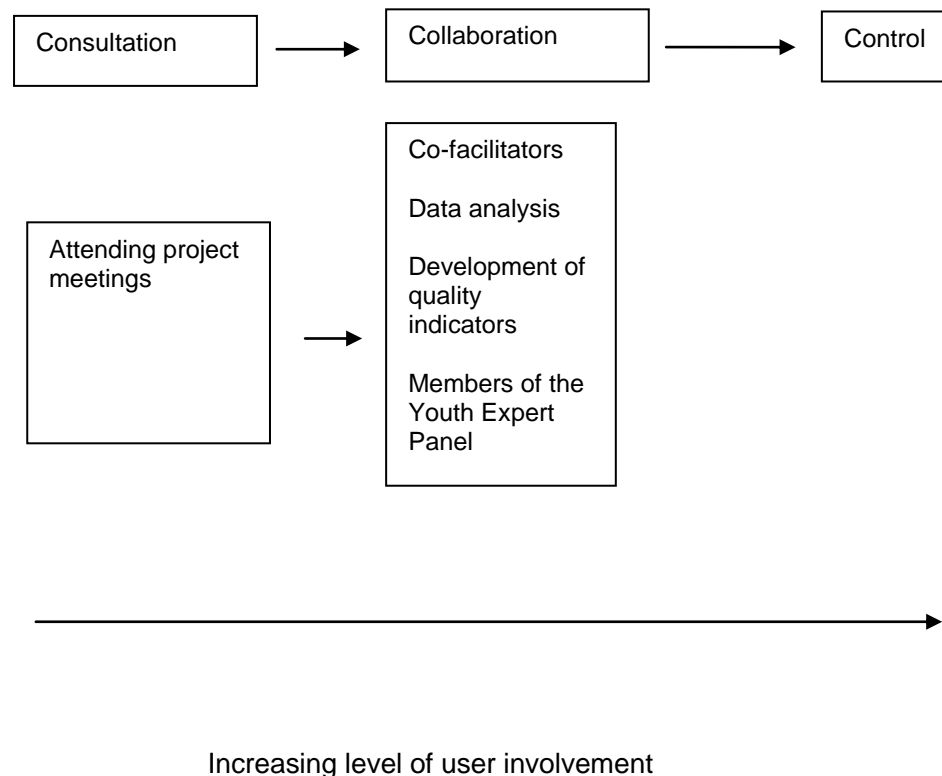 Consultation
Collaboration
Control
Attending project
meetings
Co-facilitators
Data analysis
Development of
quality
indicators
Members of the
Youth Expert
Panel
Increasing level of user involvement